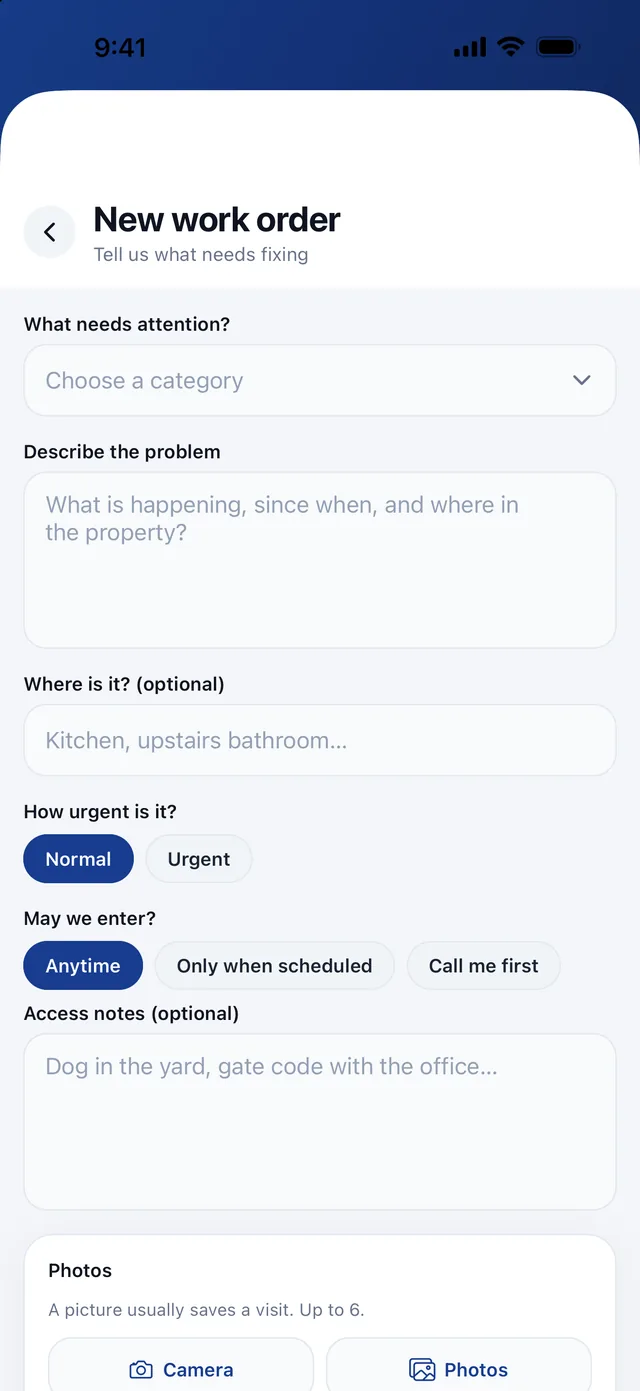 9:41
New work order
Tell us what needs fixing
What needs attention?
Choose a category
Describe the problem
What is happening, since when, and where in
the property?
Where is it? (optional)
Kitchen, upstairs bathroom...
How urgent is it?
Normal
Urgent
May we enter?
Anytime
Only when scheduled
Call me first
Access notes (optional)
Dog in the yard, gate code with the office...
Photos
A picture usually saves a visit. Up to 6.
Camera
Photos